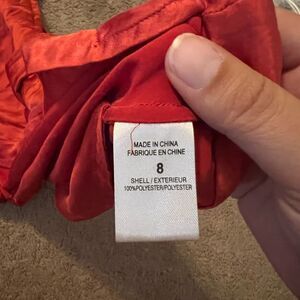 MADE IN CHINA
FABRIQUE EN CHINE
8
SHELL / EXTERIEUR
100%POLYESTER/POLYESTER